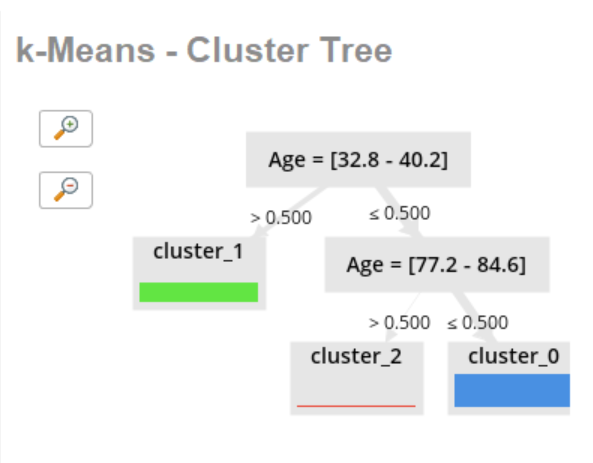 k-Means - Cluster Tree
Age = [32.8 - 40.2]
> 0.500
≤ 0.500
cluster_1
Age = [77.2 - 84.6]
> 0.500
≤ 0.500
cluster_2
cluster_0